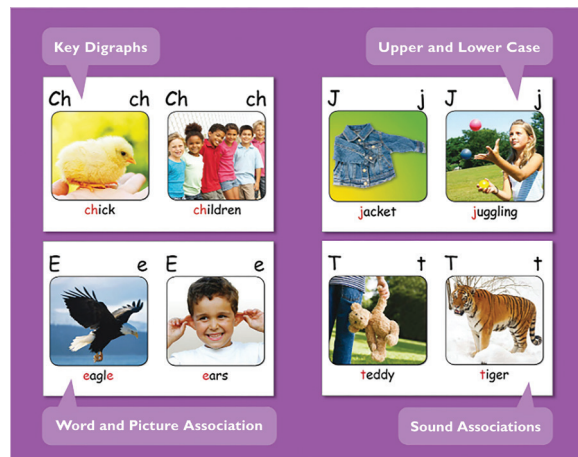 Key Digraphs
Upper and Lower Case
Ch ch Ch ch
chick children
J j J j
jacket juggling
E e E e
eagle ears
T t T t
teddy tiger
Word and Picture Association
Sound Associations